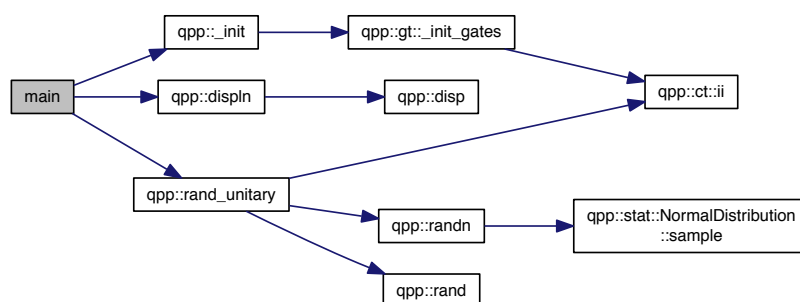 qpp::_init
qpp::gt::_init_gates
main
qpp::displn
qpp::disp
qpp::ct::ii
qpp::rand_unitary
qpp::randn
qpp::stat::NormalDistribution
::sample
qpp::rand